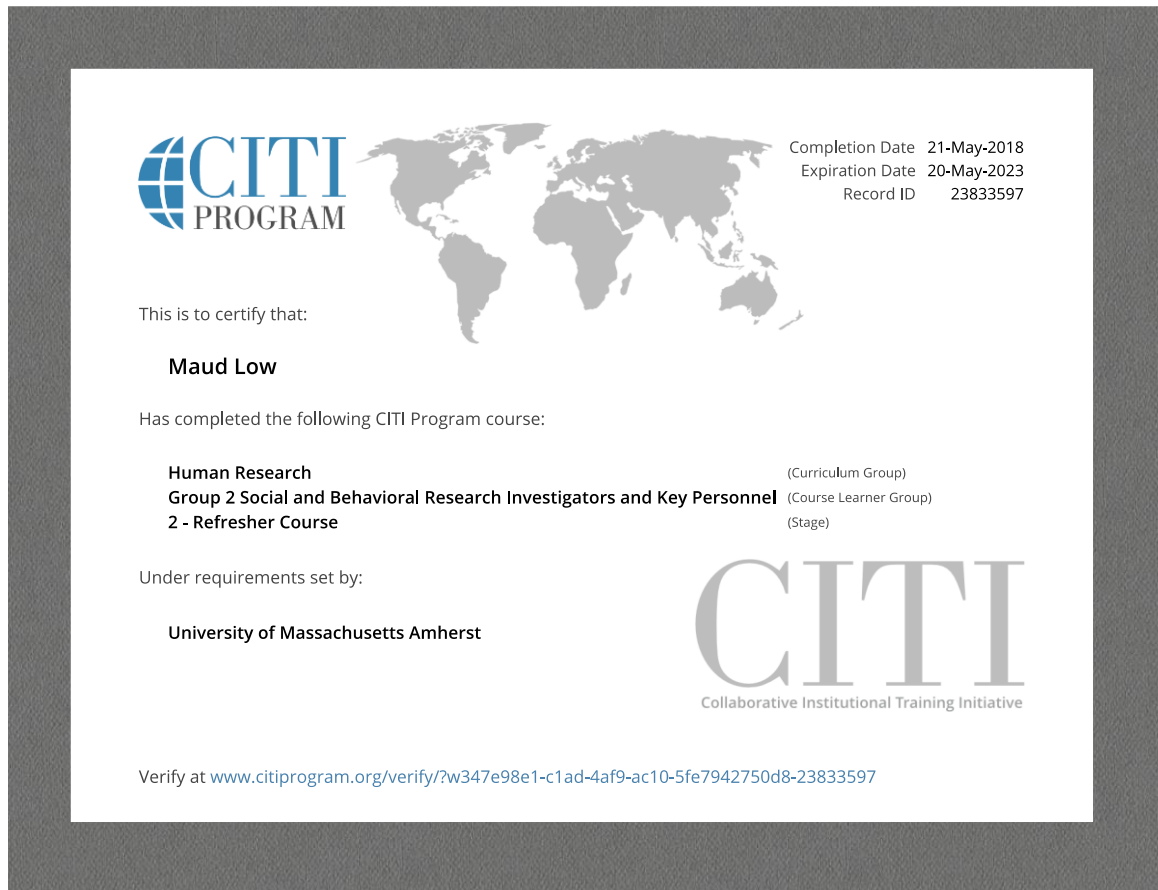 CITI
PROGRAM
Completion Date 21-May-2018
Expiration Date 20-May-2023
Record ID 23833597
This is to certify that:
Maud Low
Has completed the following CITI Program course:
Human Research (Curriculum Group)
Group 2 Social and Behavioral Research Investigators and Key Personnel (Course Learner Group)
2 - Refresher Course (Stage)
Under requirements set by:
University of Massachusetts Amherst
CITI
Collaborative Institutional Training Initiative
Verify at www.citiprogram.org/verify/?w347e98e1-c1ad-4af9-ac10-5fe7942750d8-23833597